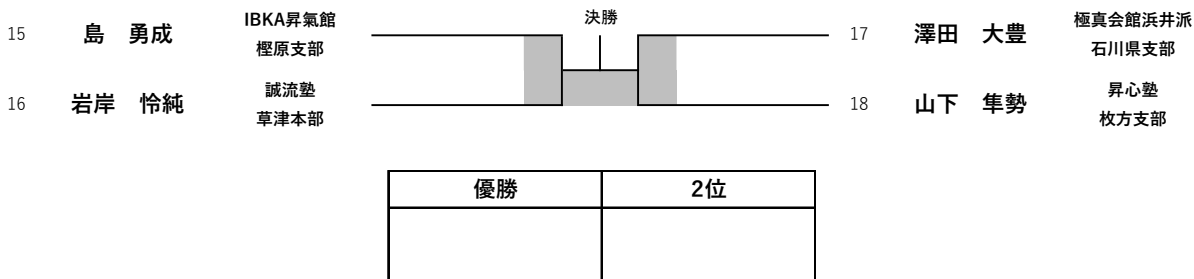 決勝
15 島　勇成 IBKA昇氣館 樫原支部
17 澤田　大豊 極真会館浜井派 石川県支部
16 岩岸　怜純 誠流塾 草津本部
18 山下　隼勢 昇心塾 枚方支部
優勝 2位